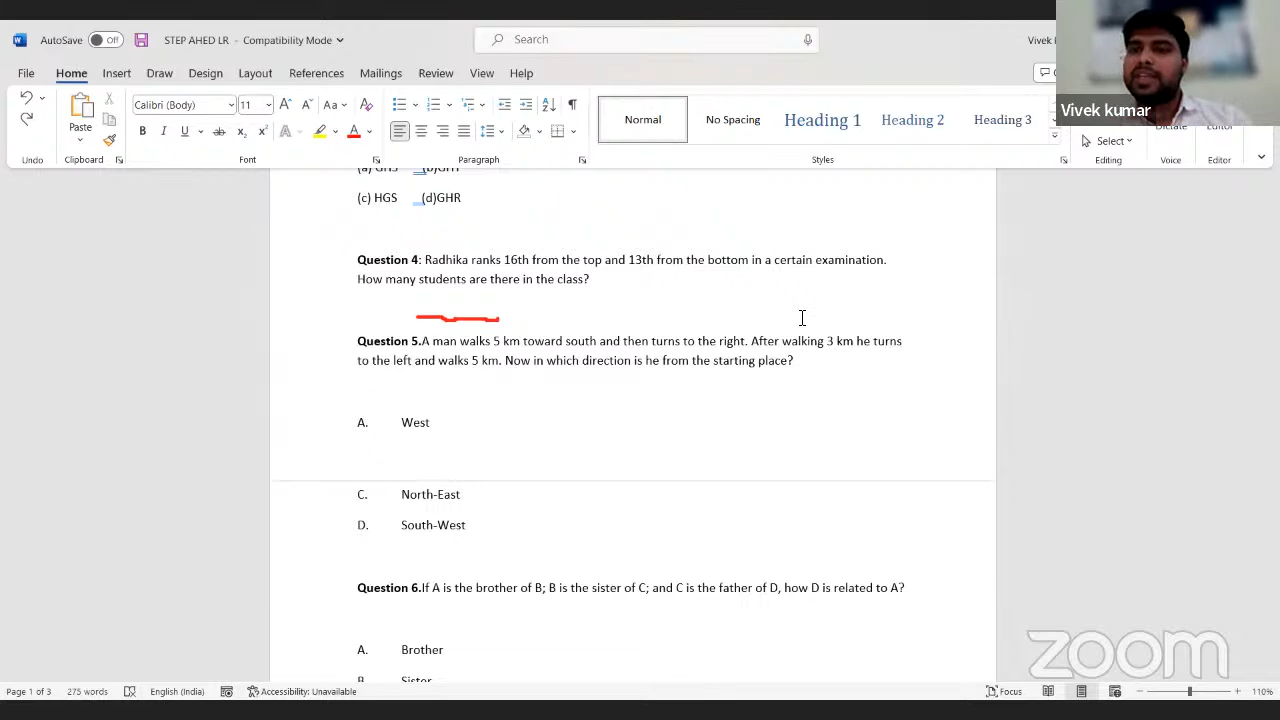 AutoSave Off STEP AHED LR - Compatibility Mode Search Vivek
Vivek kumar
File Home Insert Draw Design Layout References Mailings Review View Help
Calibri (Body) 11 Normal No Spacing Heading 1 Heading 2 Heading 3
Paste
Select
Undo Clipboard Font Paragraph Styles Editing Voice Editor
(c) HGS (d)GHR
Question 4: Radhika ranks 16th from the top and 13th from the bottom in a certain examination.
How many students are there in the class?
Question 5.A man walks 5 km toward south and then turns to the right. After walking 3 km he turns
to the left and walks 5 km. Now in which direction is he from the starting place?
A. West
C. North-East
D. South-West
Question 6.If A is the brother of B; B is the sister of C; and C is the father of D, how D is related to A?
A. Brother
B. Sister
zoom
Page 1 of 3 275 words English (India) Accessibility: Unavailable Focus 110%